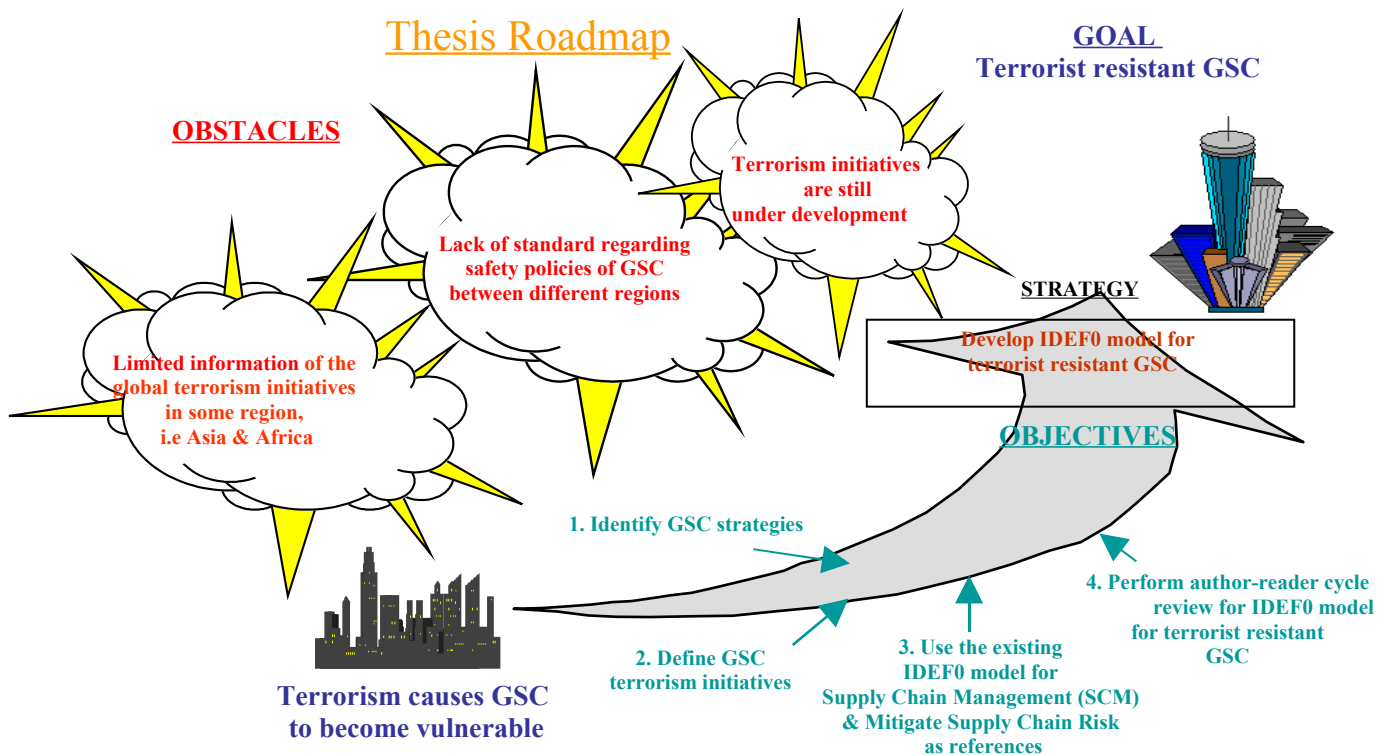 Thesis Roadmap
GOAL
Terrorist resistant GSC
OBSTACLES
Terrorism initiatives
are still
under development
Lack of standard regarding
safety policies of GSC
between different regions
Limited information of the
global terrorism initiatives
in some region,
i.e Asia & Africa
STRATEGY
Develop IDEF0 model for
terrorist resistant GSC
OBJECTIVES
1. Identify GSC strategies
2. Define GSC
terrorism initiatives
3. Use the existing
IDEF0 model for
Supply Chain Management (SCM)
& Mitigate Supply Chain Risk
as references
4. Perform author-reader cycle
review for IDEF0 model
for terrorist resistant
GSC
Terrorism causes GSC
to become vulnerable